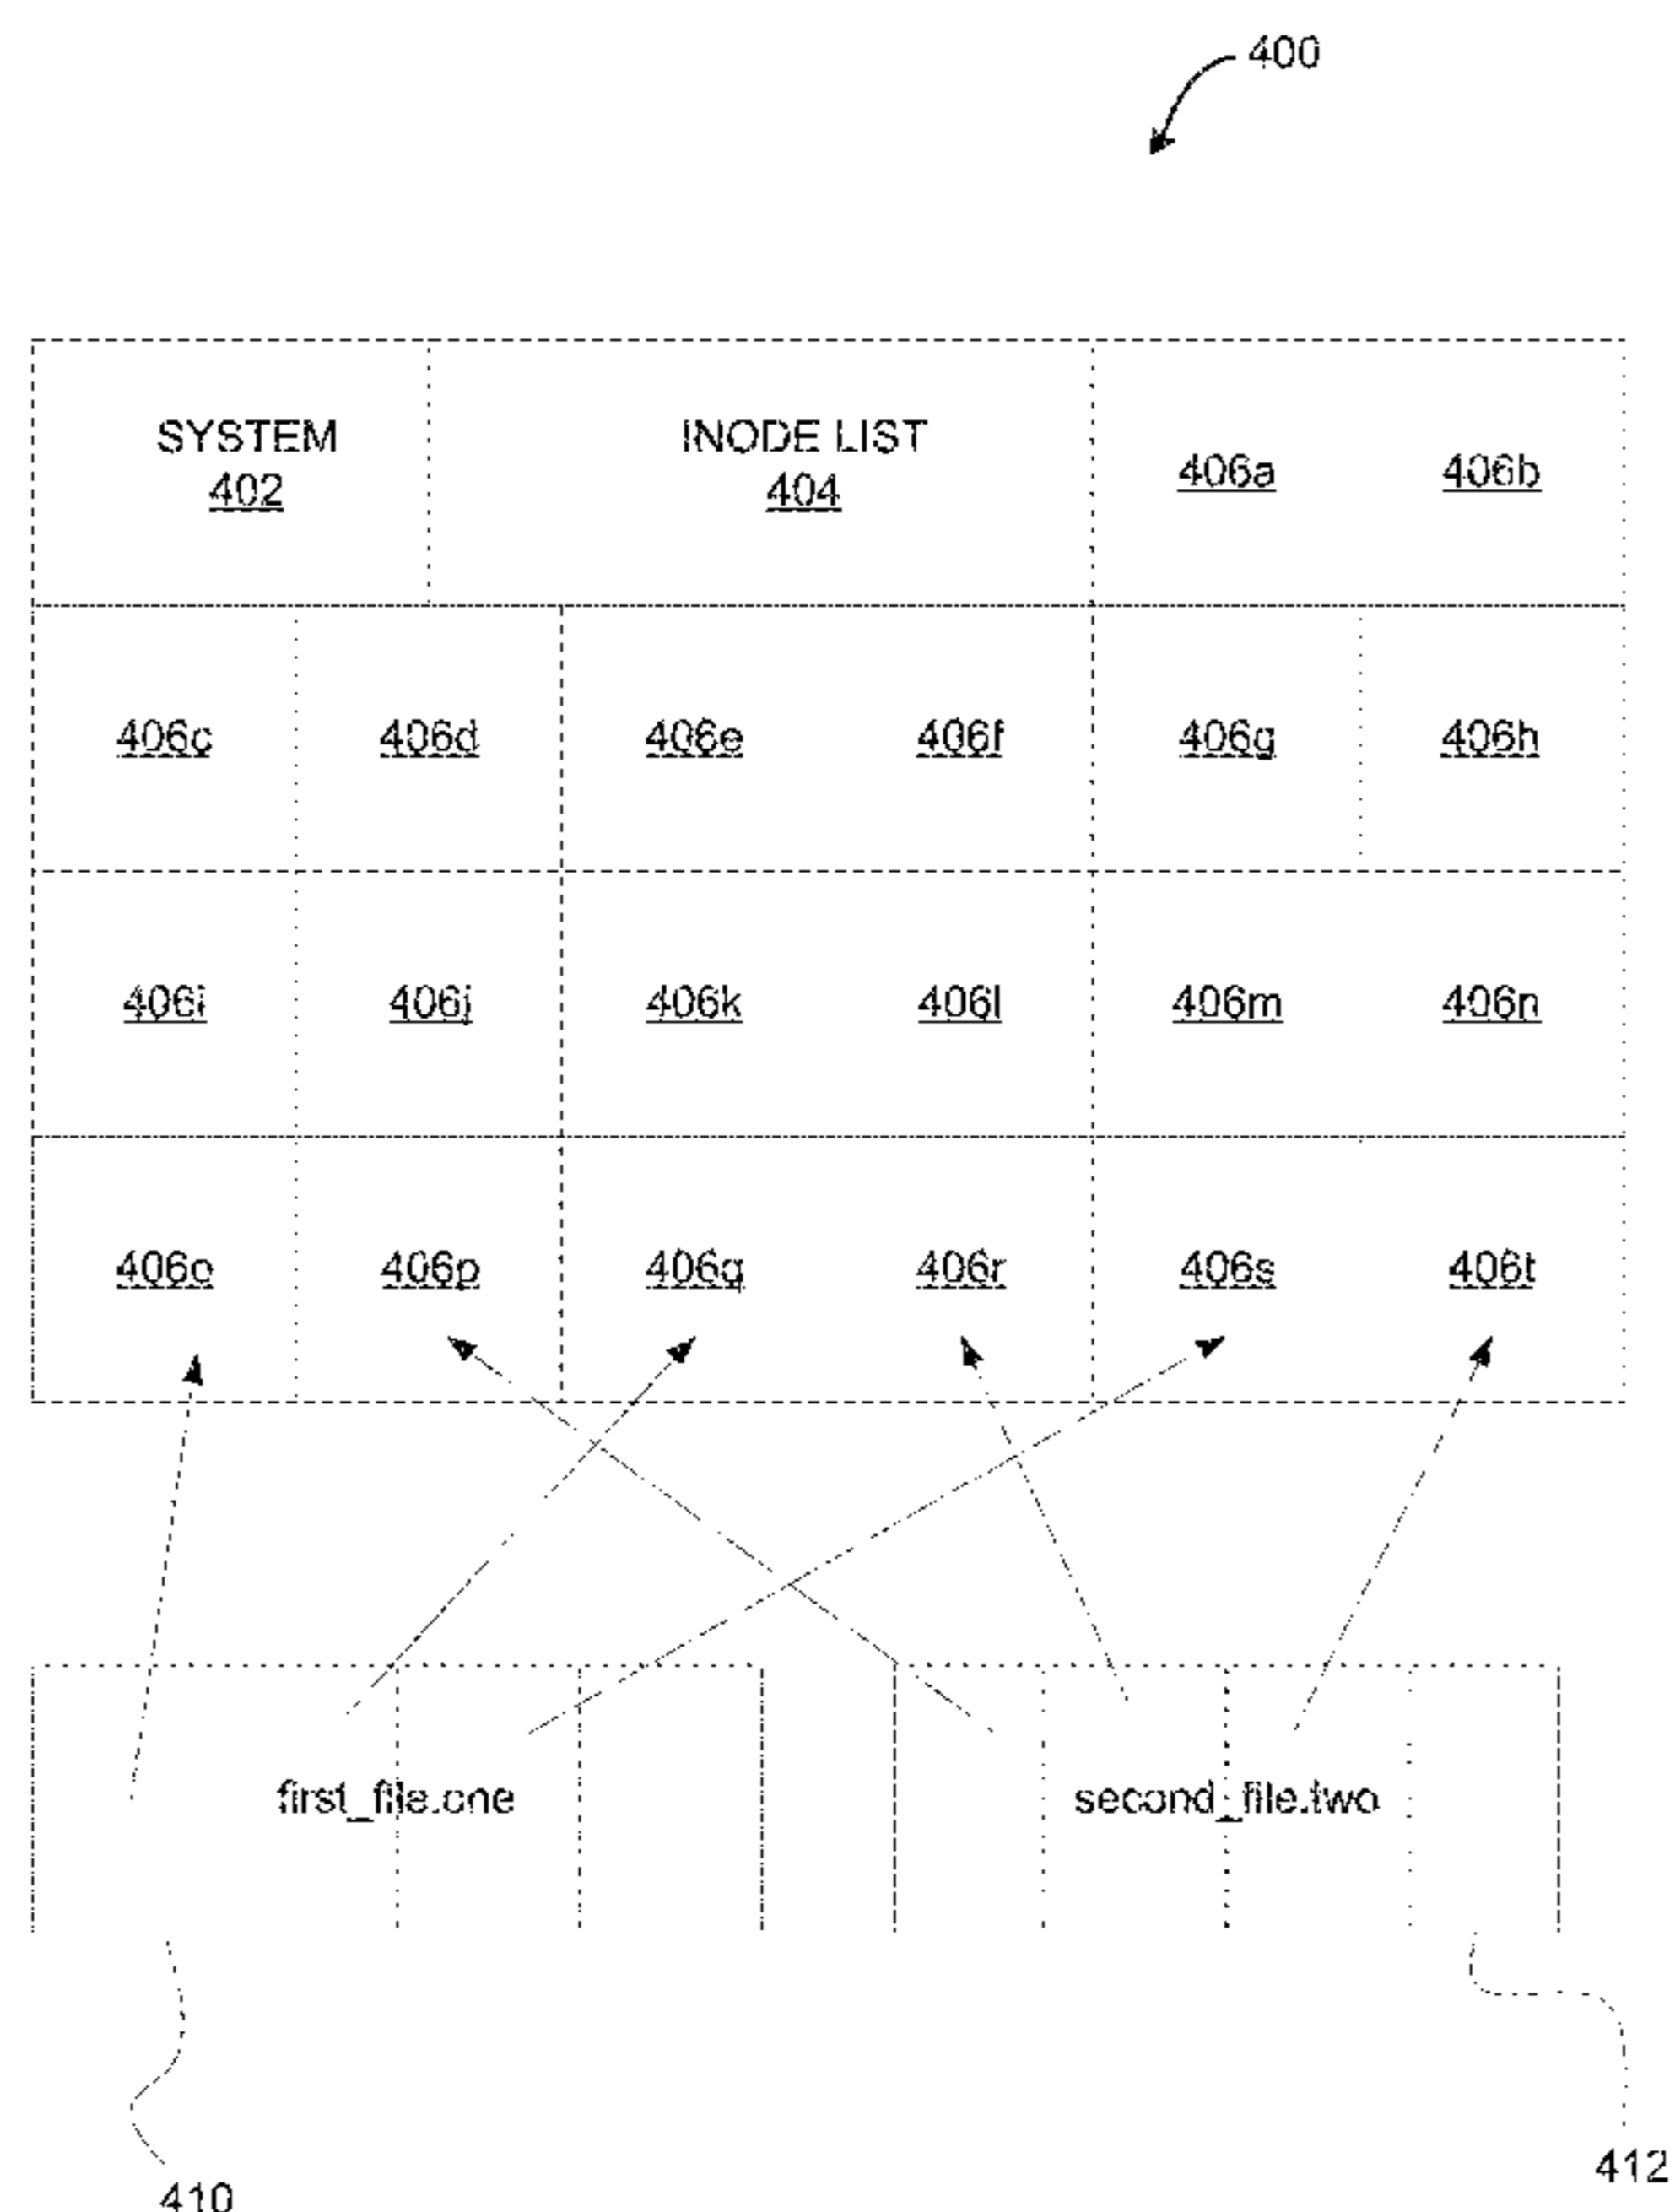 400
SYSTEM
402
INODE LIST
404
406a 406b
406c 406d 406e 406f 406g 406h
406i 406j 406k 406l 406m 406n
406o 406p 406q 406r 406s 406t
first_file.one second_file.two
412
410